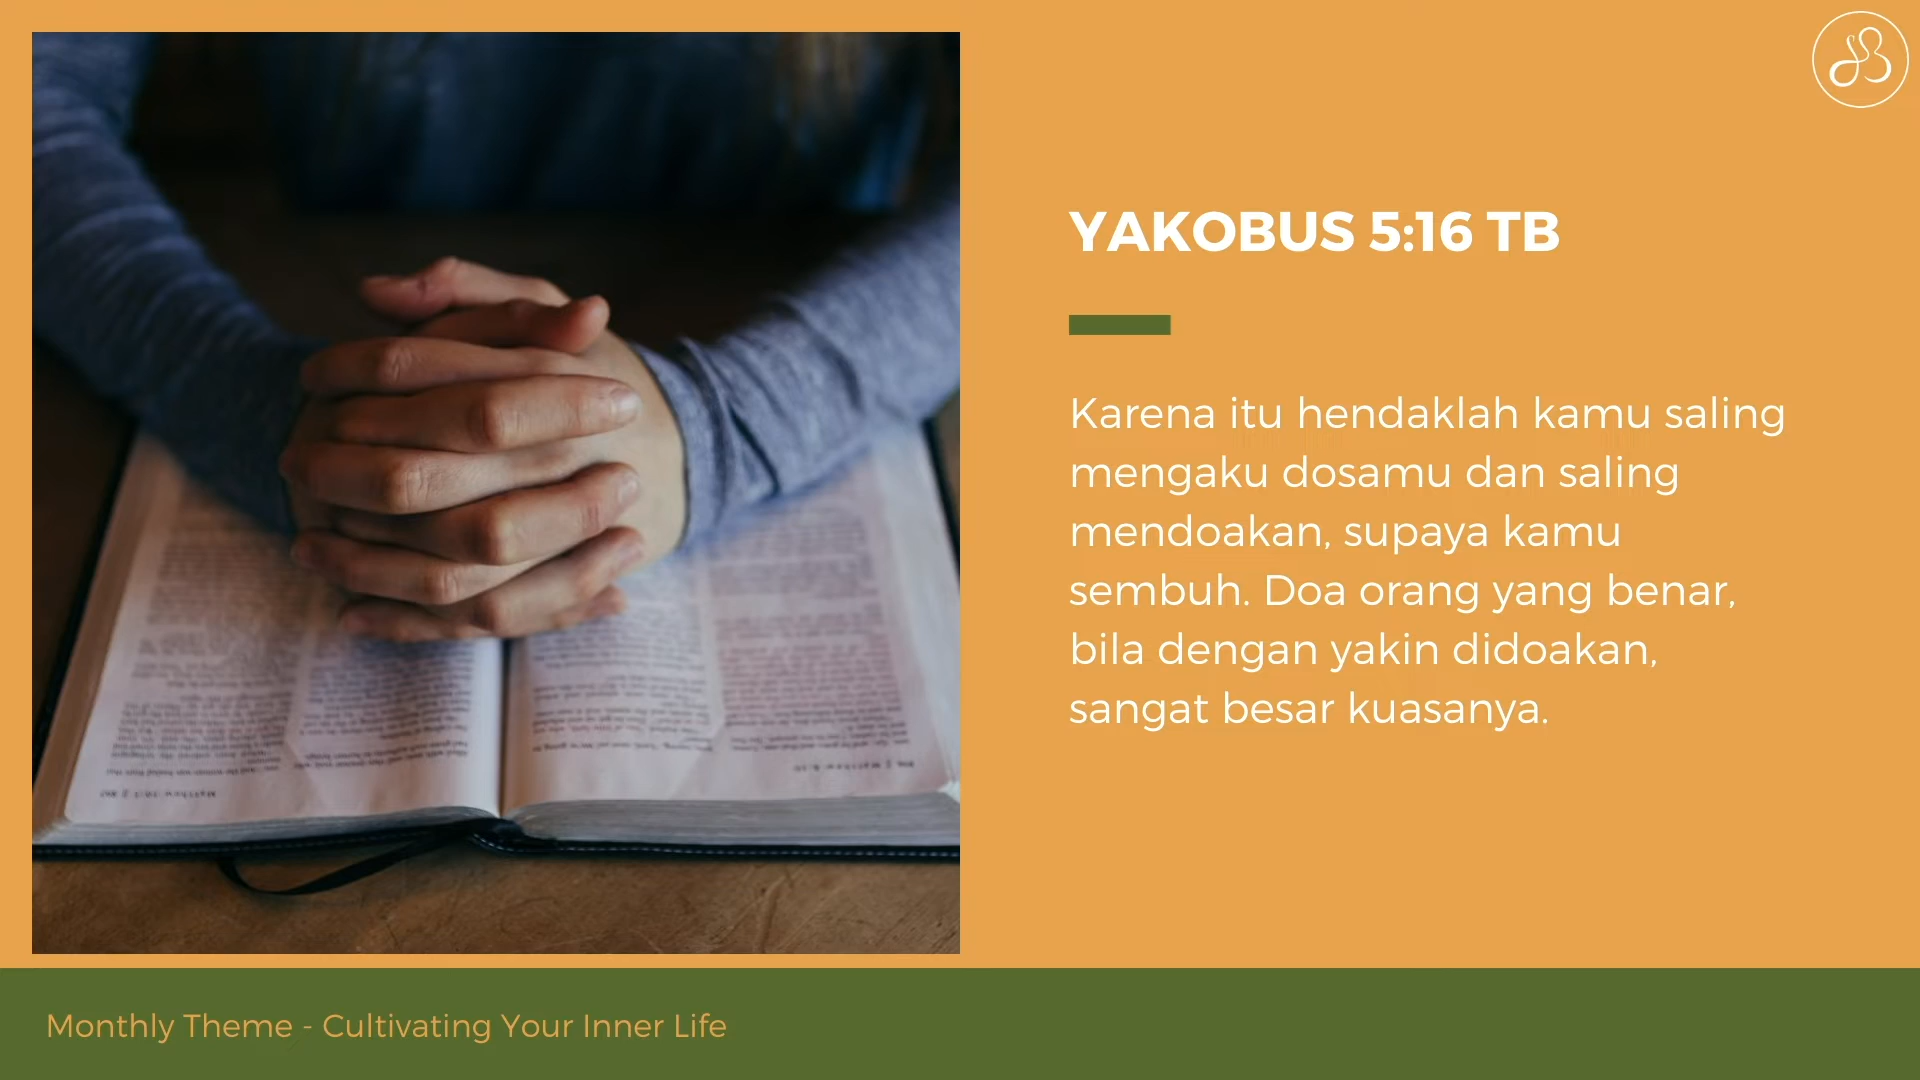 YAKOBUS 5:16 TB
Karena itu hendaklah kamu saling
mengaku dosamu dan saling
mendoakan, supaya kamu
sembuh. Doa orang yang benar,
bila dengan yakin didoakan,
sangat besar kuasanya.
Monthly Theme - Cultivating Your Inner Life